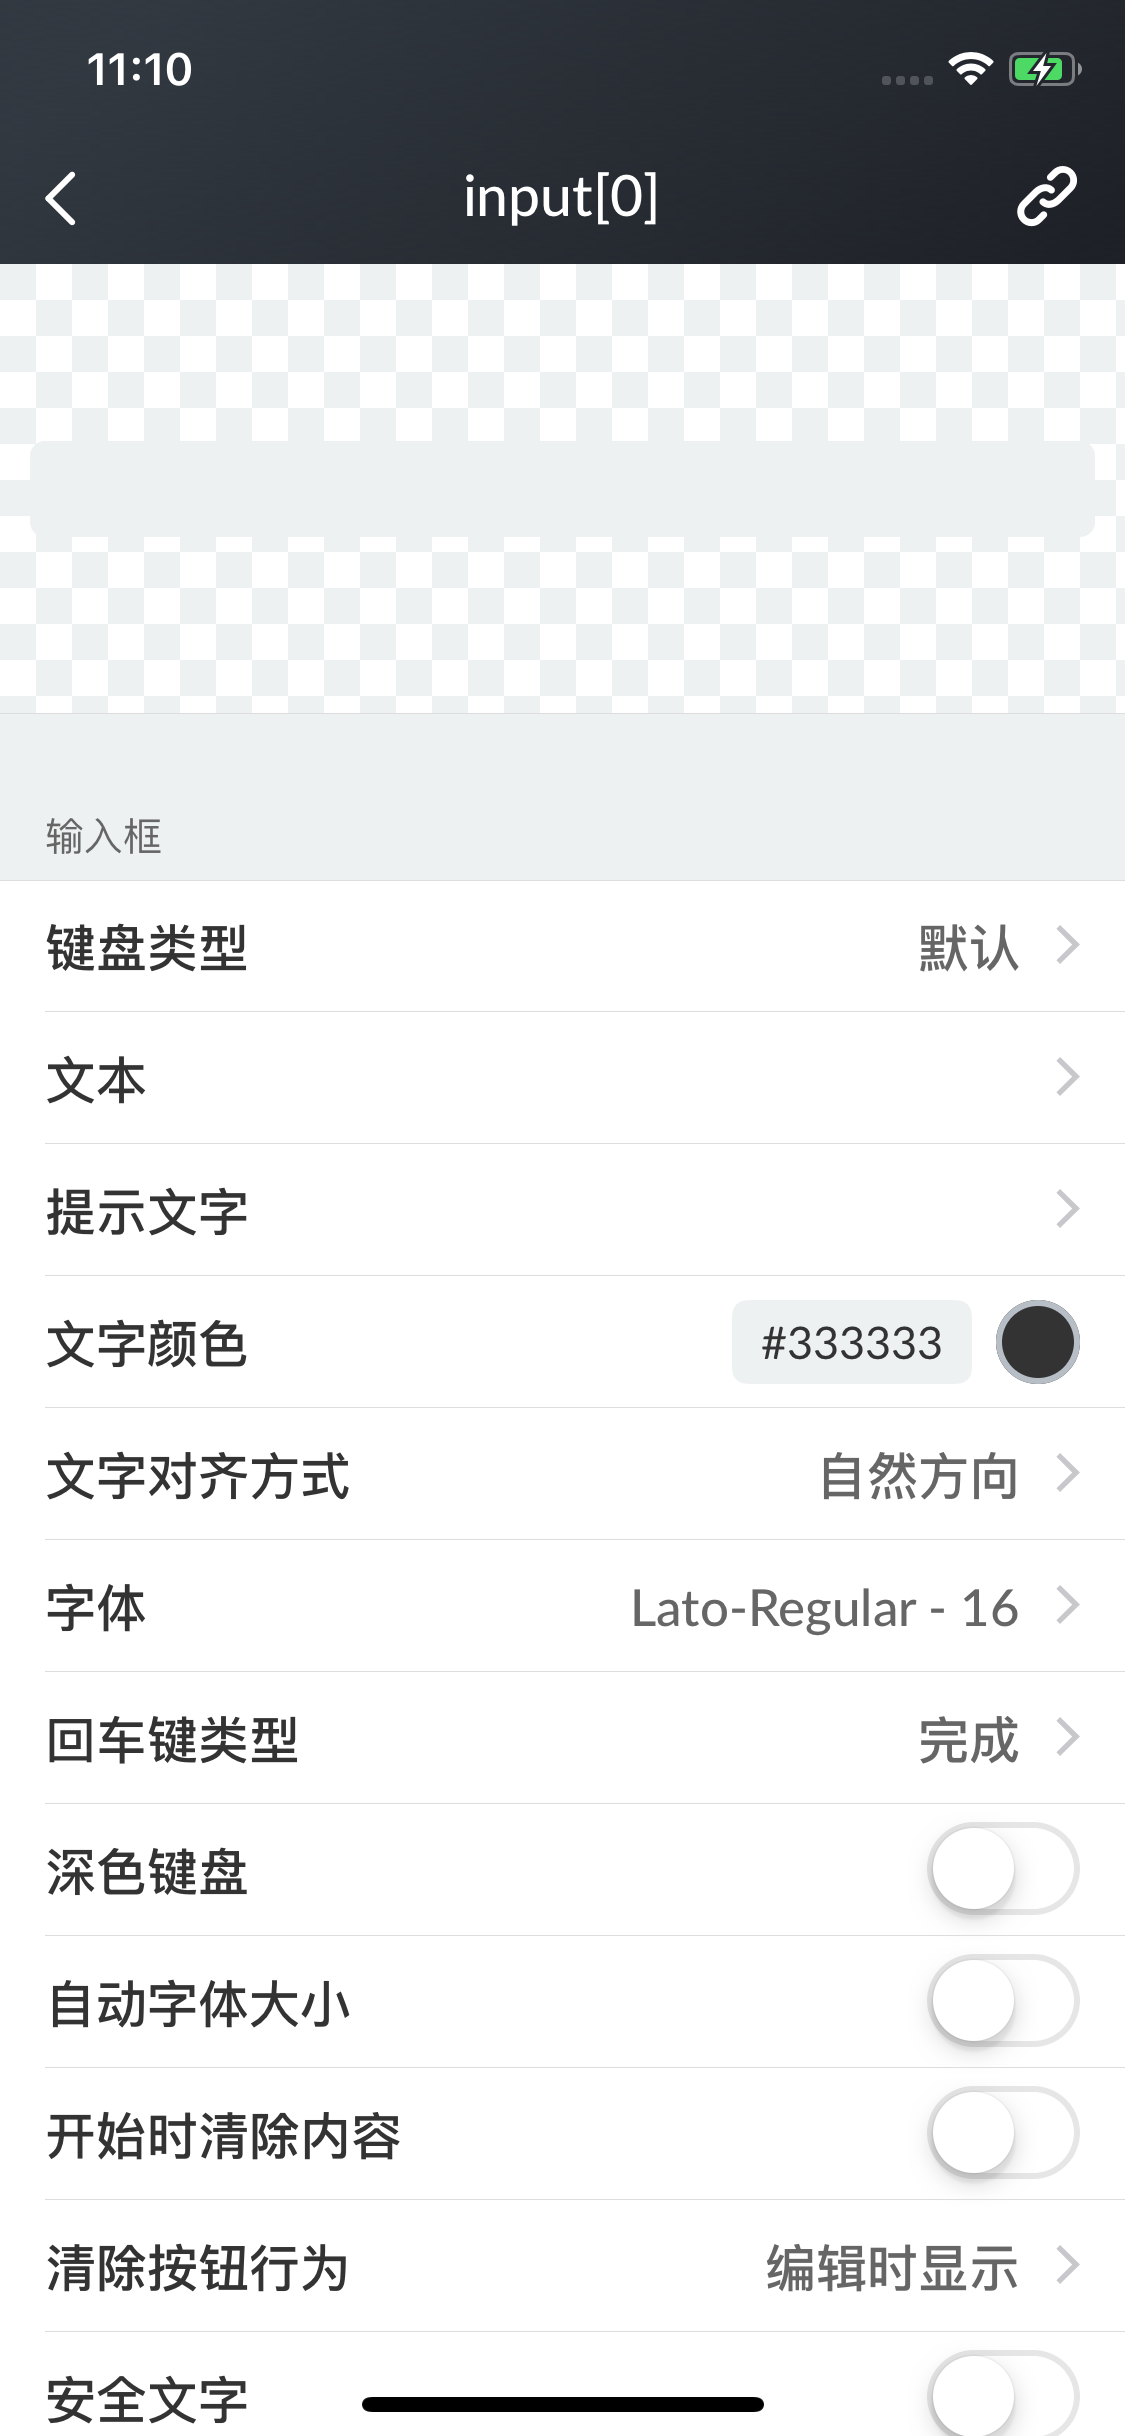 11:10
input[0]
输入框
键盘类型 默认
文本
提示文字
文字颜色 #333333
文字对齐方式 自然方向
字体 Lato-Regular - 16
回车键类型 完成
深色键盘
自动字体大小
开始时清除内容
清除按钮行为 编辑时显示
安全文字